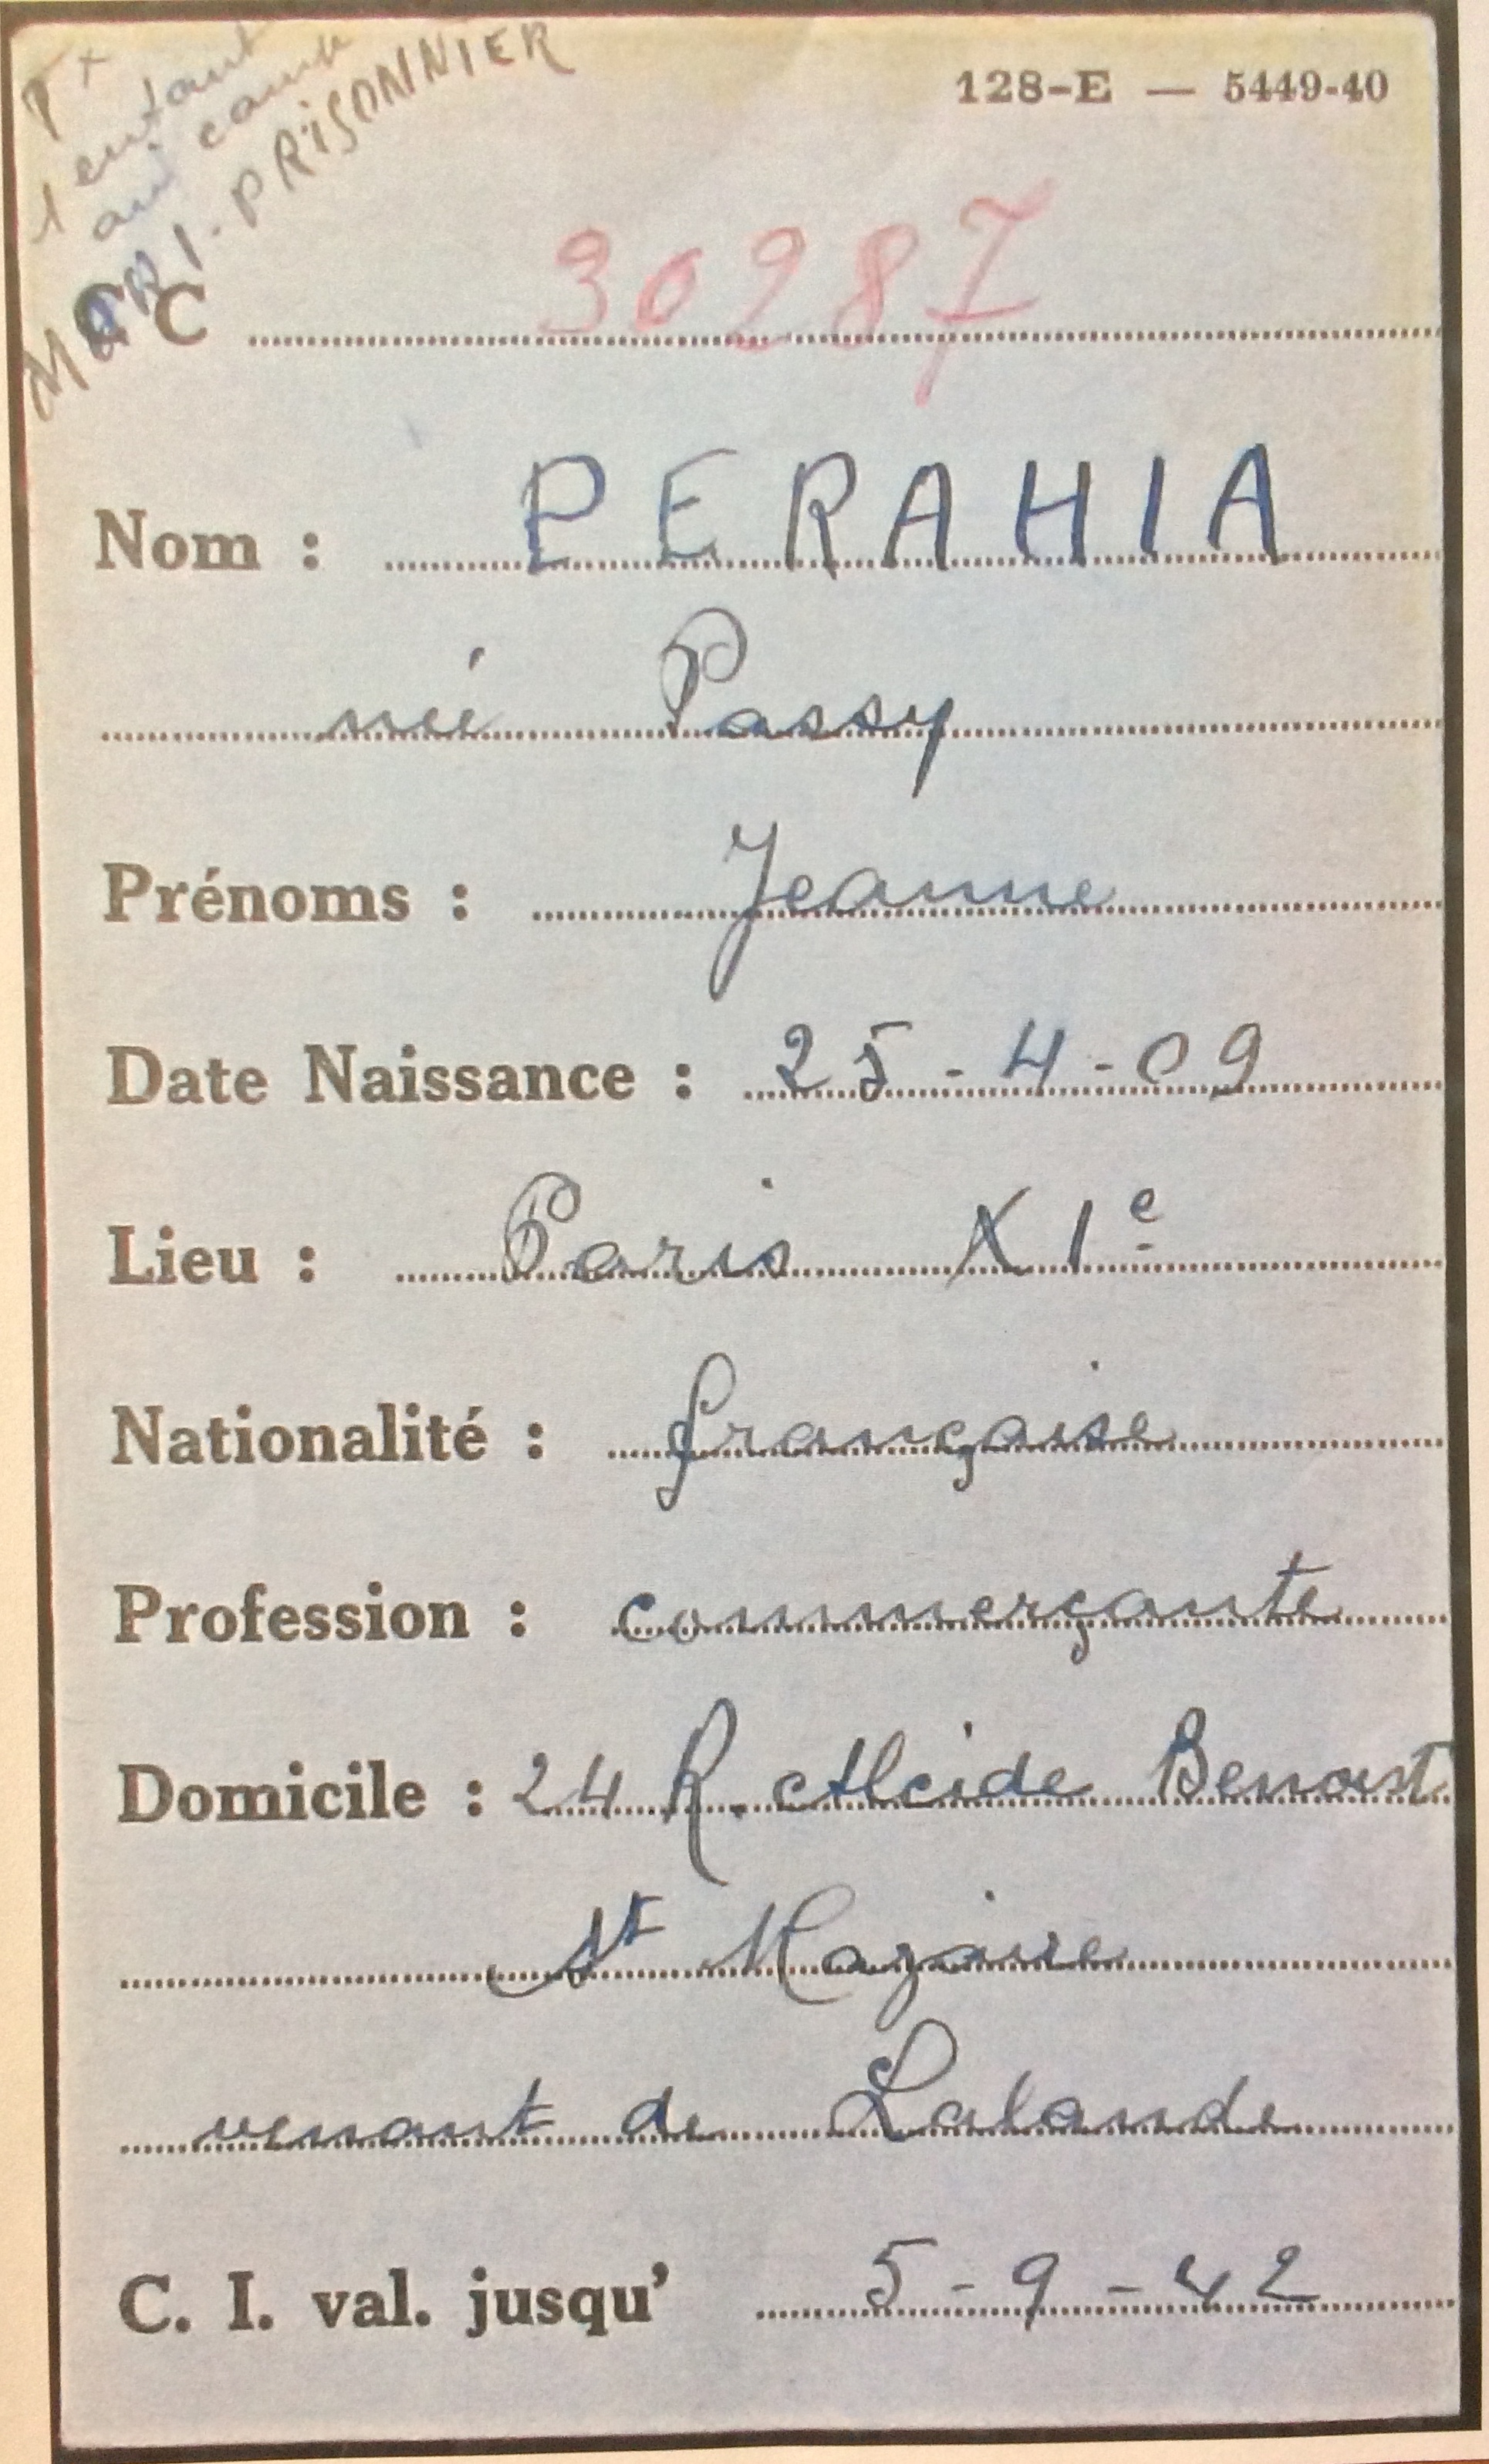 P x
1 enfant
au camp
MARI-PRISONNIER
128-E — 5449-40
C 30987
Nom : PERAHIA
née Passy
Prénoms : Jeanne
Date Naissance : 25-4-09
Lieu : Paris XIe
Nationalité : française
Profession : commerçante
Domicile : 24 R. Alcide Benoist
St Nazaire
venant de Lalande
C. I. val. jusqu' 5-9-42